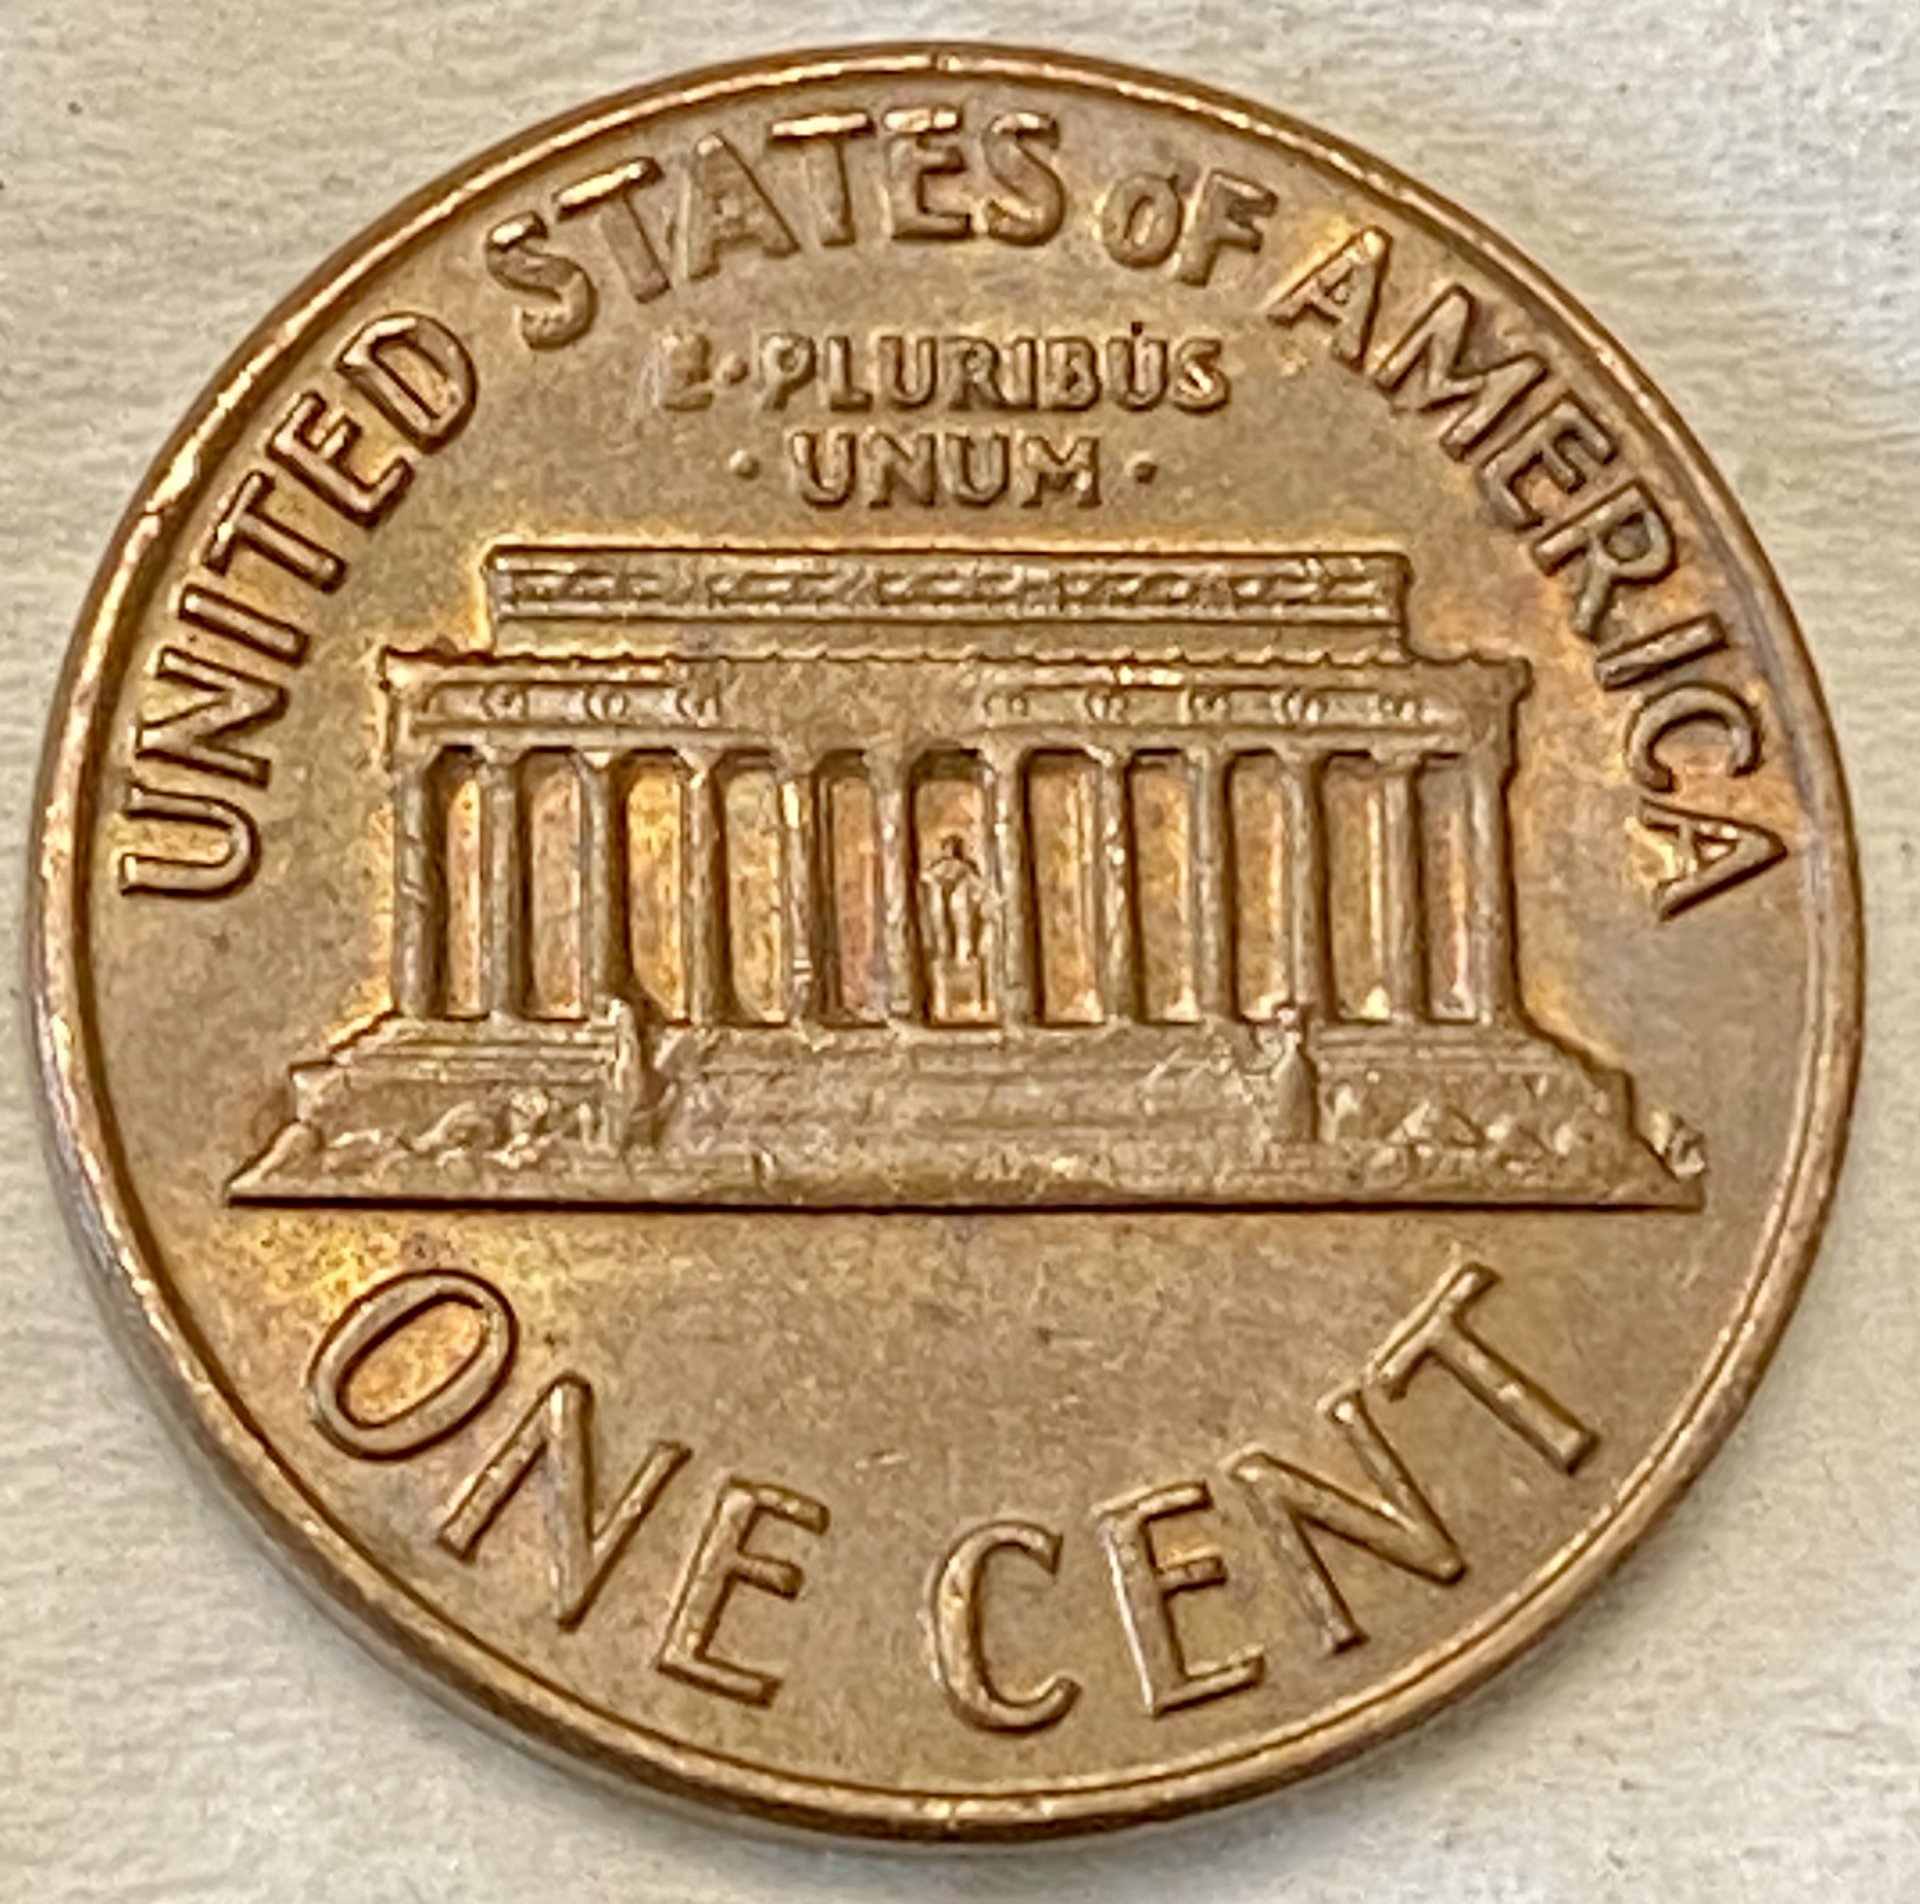 UNITED STATES OF AMERICA
E·PLURIBUS
· UNUM ·
ONE CENT